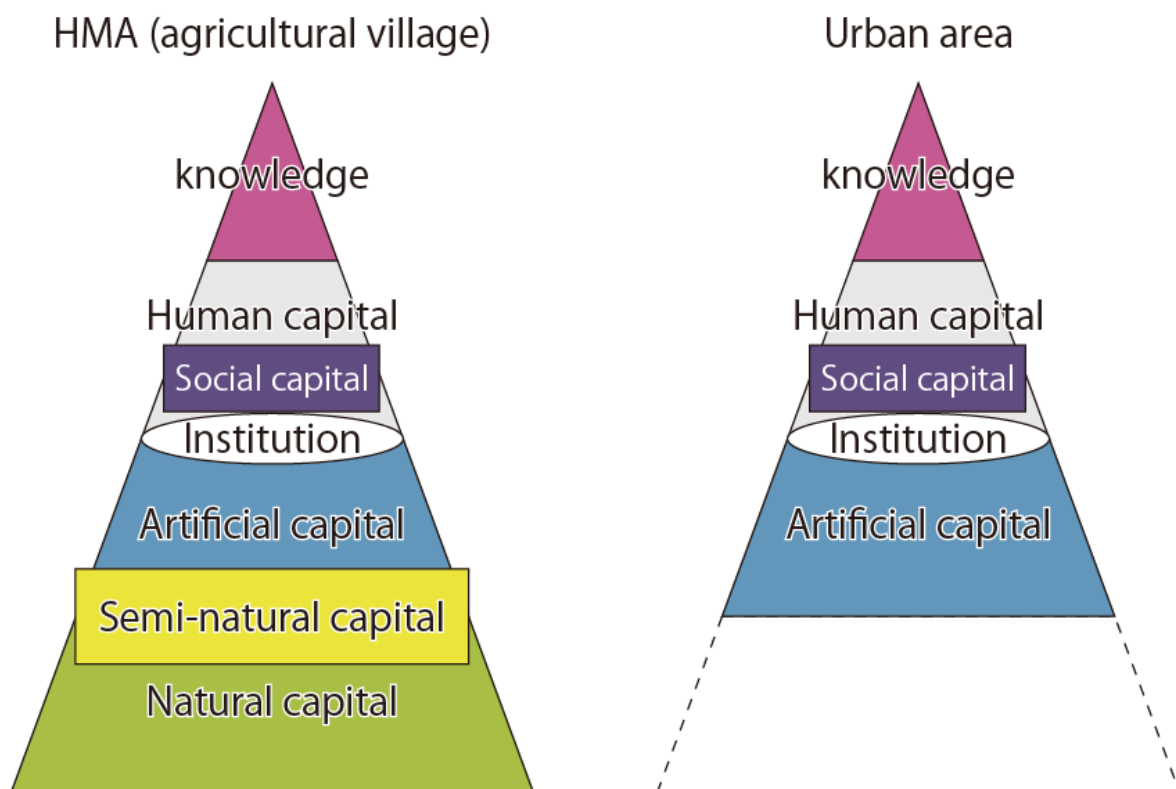 HMA (agricultural village)
knowledge
Human capital
Social capital
Institution
Artificial capital
Semi-natural capital
Natural capital
Urban area
knowledge
Human capital
Social capital
Institution
Artificial capital